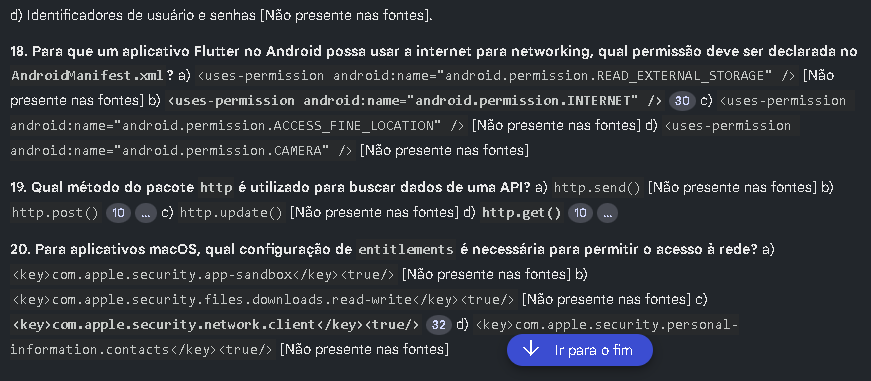 d) Identificadores de usuário e senhas [Não presente nas fontes].
18. Para que um aplicativo Flutter no Android possa usar a internet para networking, qual permissão deve ser declarada no
AndroidManifest.xml? a) <uses-permission android:name="android.permission.READ_EXTERNAL_STORAGE" /> [Não
presente nas fontes] b) <uses-permission android:name="android.permission.INTERNET" /> 30 c) <uses-permission
android:name="android.permission.ACCESS_FINE_LOCATION" /> [Não presente nas fontes] d) <uses-permission
android:name="android.permission.CAMERA" /> [Não presente nas fontes]
19. Qual método do pacote http é utilizado para buscar dados de uma API? a) http.send() [Não presente nas fontes] b)
http.post() 10 ... c) http.update() [Não presente nas fontes] d) http.get() 10 ...
20. Para aplicativos macOS, qual configuração de entitlements é necessária para permitir o acesso à rede? a)
<key>com.apple.security.app-sandbox</key><true/> [Não presente nas fontes] b)
<key>com.apple.security.files.downloads.read-write</key><true/> [Não presente nas fontes] c)
<key>com.apple.security.network.client</key><true/> 32 d) <key>com.apple.security.personal-
information.contacts</key><true/> [Não presente nas fontes]
↓ Ir para o fim